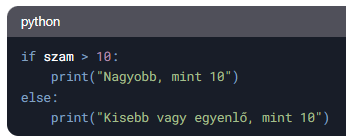 python
if szam > 10:
    print("Nagyobb, mint 10")
else:
    print("Kisebb vagy egyenlő, mint 10")